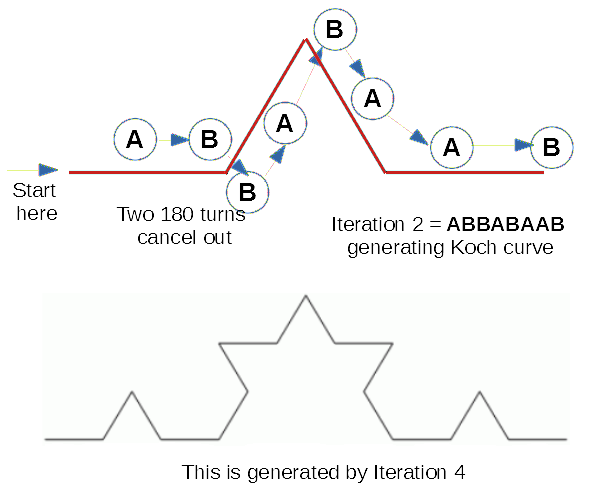 B
A
A
B
A
A
B
B
Start
here
Two 180 turns
cancel out
Iteration 2 = ABBABAAB
generating Koch curve
This is generated by Iteration 4